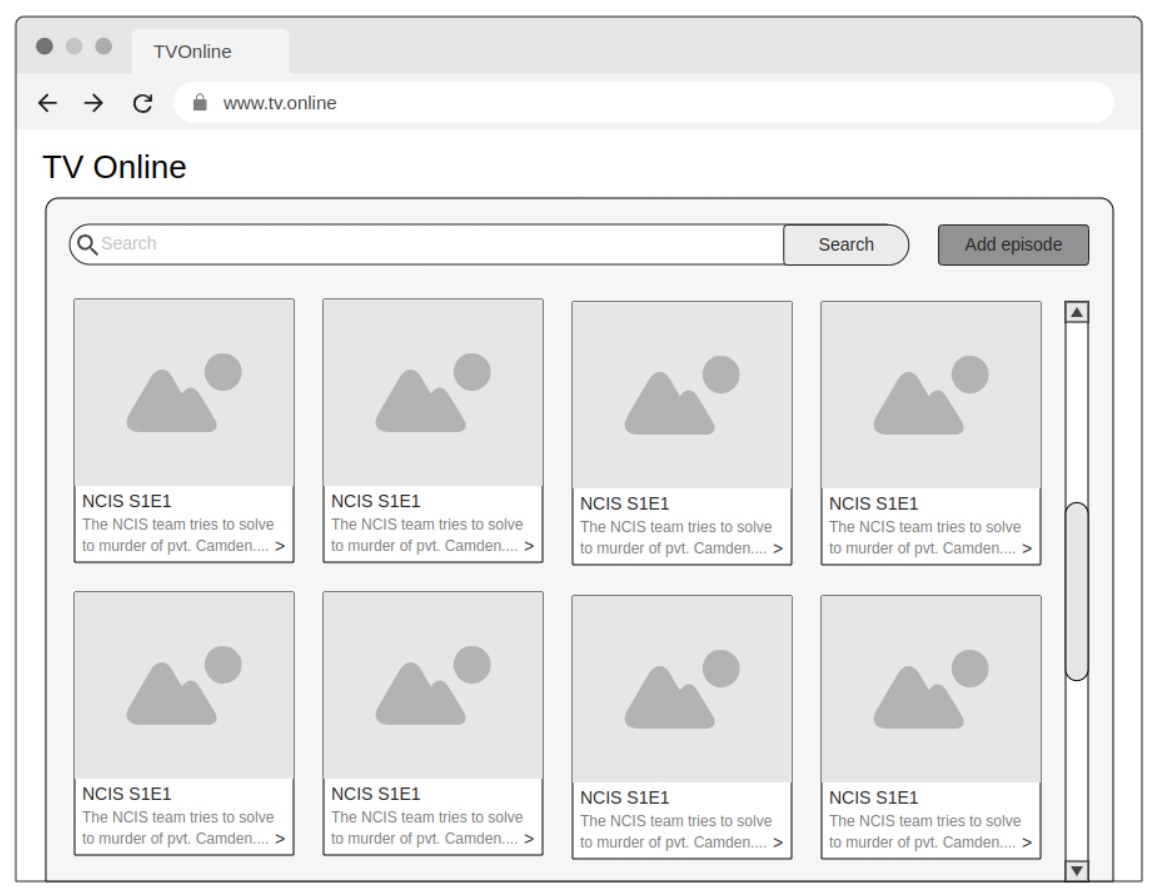 TVOnline
www.tv.online
TV Online
Search
Search
Add episode
NCIS S1E1
The NCIS team tries to solve
to murder of pvt. Camden.... >
NCIS S1E1
The NCIS team tries to solve
to murder of pvt. Camden.... >
NCIS S1E1
The NCIS team tries to solve
to murder of pvt. Camden.... >
NCIS S1E1
The NCIS team tries to solve
to murder of pvt. Camden.... >
NCIS S1E1
The NCIS team tries to solve
to murder of pvt. Camden.... >
NCIS S1E1
The NCIS team tries to solve
to murder of pvt. Camden.... >
NCIS S1E1
The NCIS team tries to solve
to murder of pvt. Camden.... >
NCIS S1E1
The NCIS team tries to solve
to murder of pvt. Camden.... >